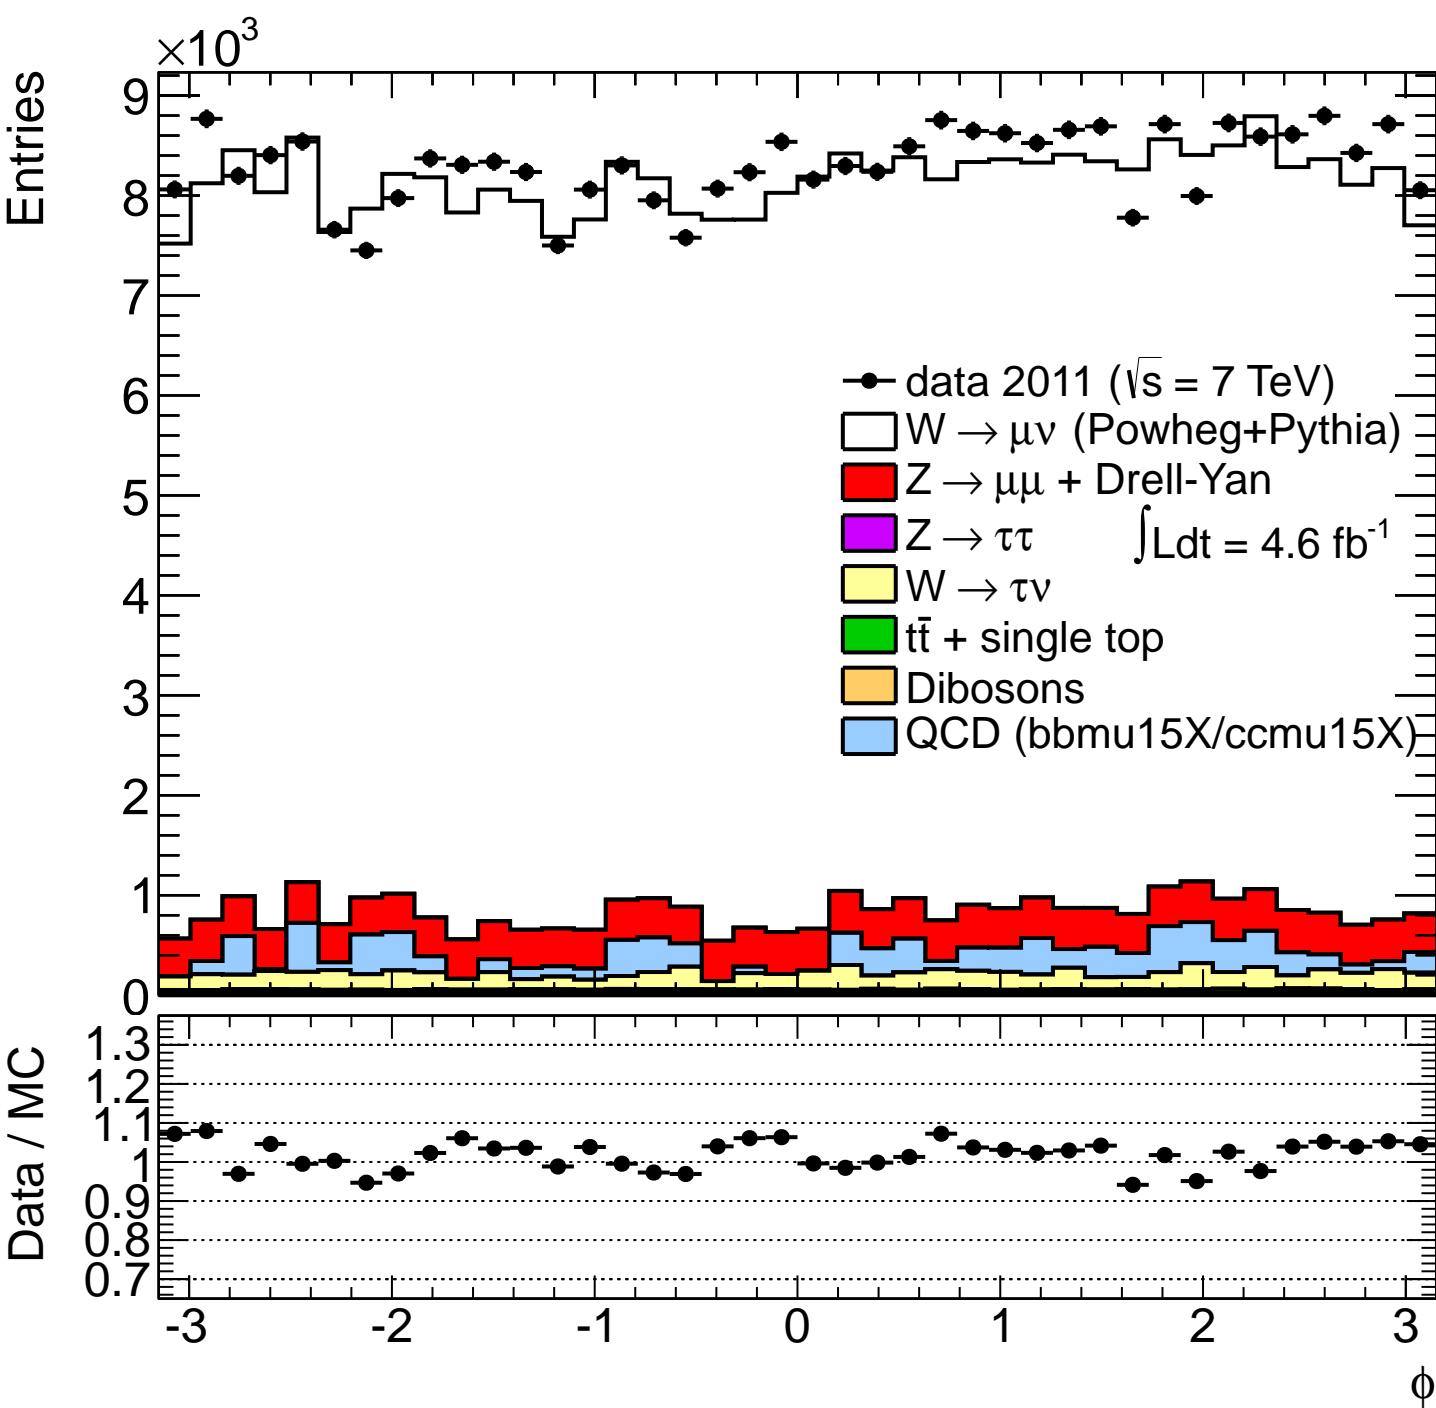 ×10³
Entries
9
8
7
6
5
4
3
2
1
0
data 2011 (√s = 7 TeV)
W → μν (Powheg+Pythia)
Z → μμ + Drell-Yan
Z → ττ
∫Ldt = 4.6 fb⁻¹
W → τν
tt̄ + single top
Dibosons
QCD (bbmu15X/ccmu15X)
Data / MC
1.3
1.2
1.1
1
0.9
0.8
0.7
-3 -2 -1 0 1 2 3
ϕ